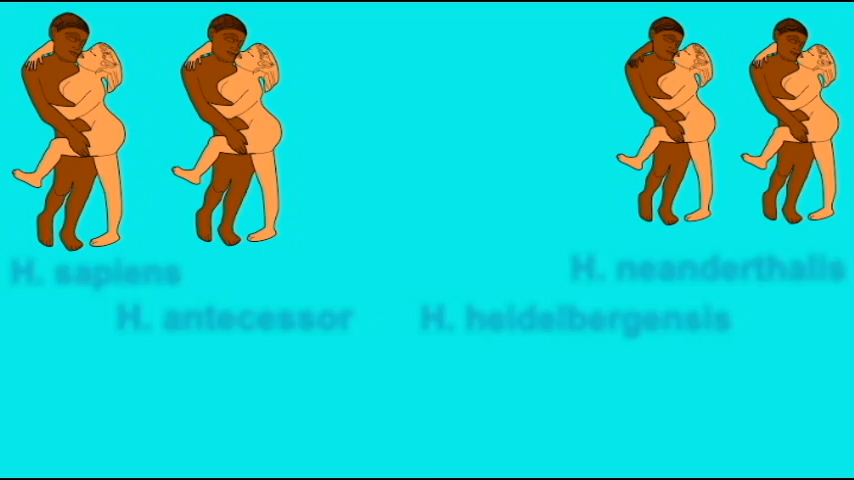 H. sapiens
H. neanderthalis
H. antecessor
H. heidelbergensis